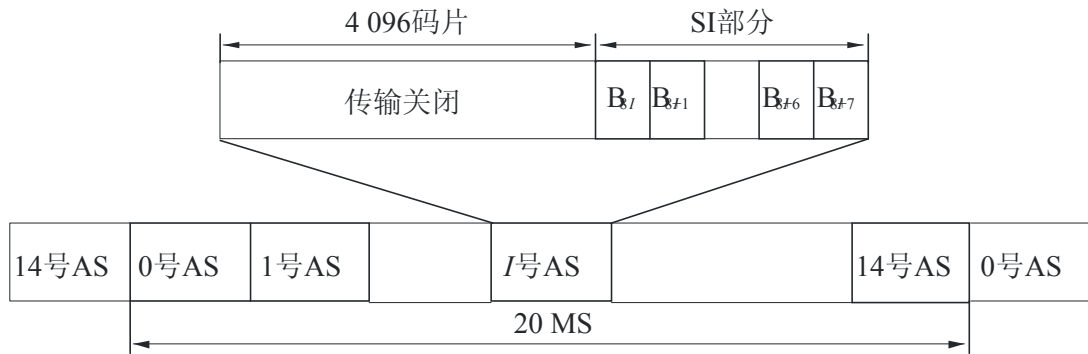 4 096码片 SI部分
传输关闭 B8I B8I+1 B8I+6 B8I+7
14号AS 0号AS 1号AS I号AS 14号AS 0号AS
20 MS